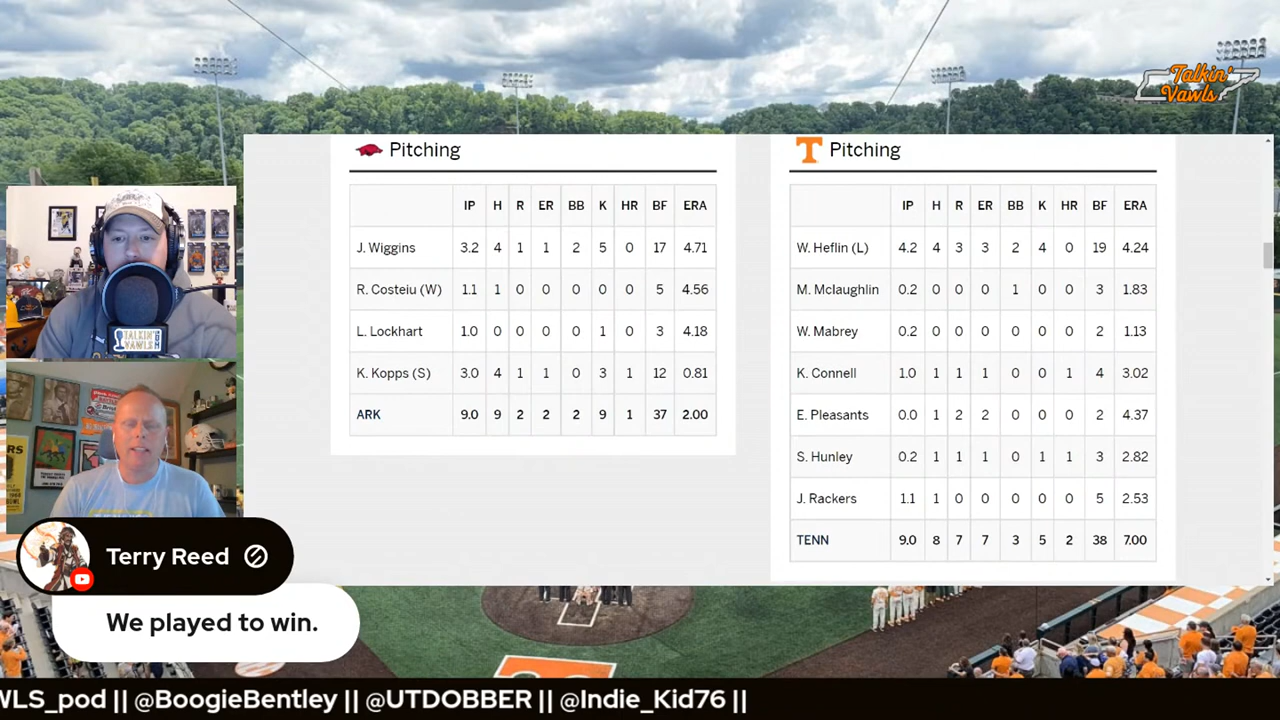 Talkin'
Vawls
Pitching
IP H R ER BB K HR BF ERA
J. Wiggins 3.2 4 1 1 2 5 0 17 4.71
R. Costeiu (W) 1.1 1 0 0 0 0 0 5 4.56
L. Lockhart 1.0 0 0 0 0 1 0 3 4.18
K. Kopps (S) 3.0 4 1 1 0 3 1 12 0.81
ARK 9.0 9 2 2 2 9 1 37 2.00
T Pitching
IP H R ER BB K HR BF ERA
W. Heflin (L) 4.2 4 3 3 2 4 0 19 4.24
M. Mclaughlin 0.2 0 0 0 1 0 0 3 1.83
W. Mabrey 0.2 0 0 0 0 0 0 2 1.13
K. Connell 1.0 1 1 1 0 0 1 4 3.02
E. Pleasants 0.0 1 2 2 0 0 0 2 4.37
S. Hunley 0.2 1 1 1 0 1 1 3 2.82
J. Rackers 1.1 1 0 0 0 0 0 5 2.53
TENN 9.0 8 7 7 3 5 2 38 7.00
TALKIN'
VAWLS
Terry Reed
We played to win.
WLS_pod || @BoogieBentley || @UTDOBBER || @Indie_Kid76 ||